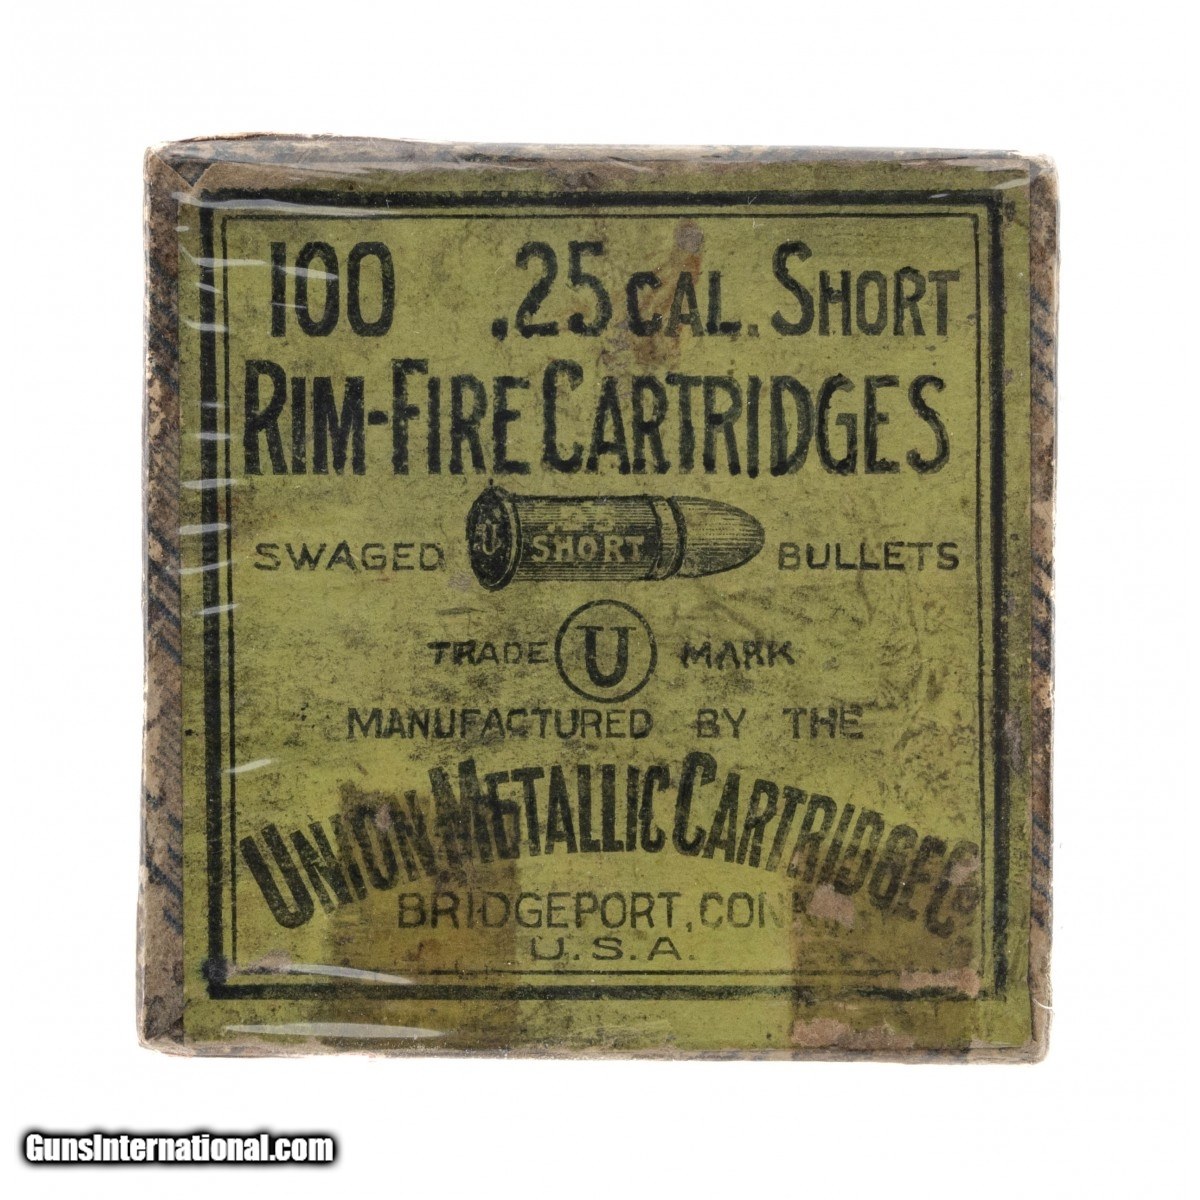 100 .25 CAL. SHORT
RIM-FIRE CARTRIDGES
SWAGED U SHORT BULLETS
TRADE U MARK
MANUFACTURED BY THE
UNION METALLIC CARTRIDGE CO
BRIDGEPORT, CONN.
U.S.A.
GunsInternational.com